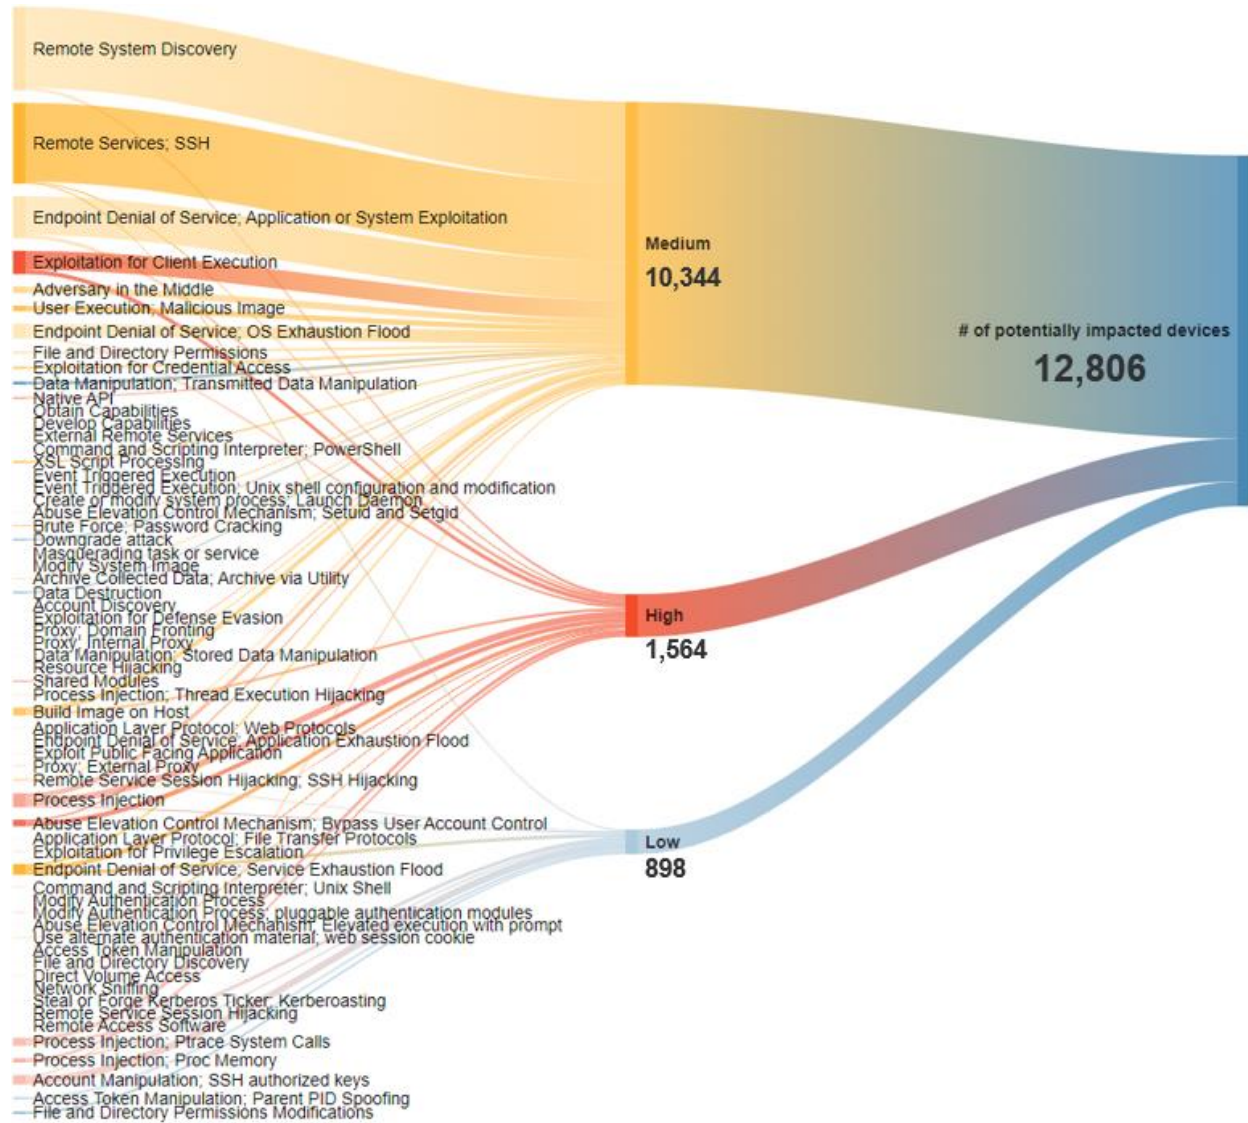 Remote System Discovery
Remote Services; SSH
Endpoint Denial of Service; Application or System Exploitation
Exploitation for Client Execution
Adversary in the Middle
User Execution; Malicious Image
Endpoint Denial of Service; OS Exhaustion Flood
File and Directory Permissions
Exploitation for Credential Access
Data Manipulation; Transmitted Data Manipulation
Native API
Obtain Capabilities
Develop Capabilities
External Remote Services
Command and Scripting Interpreter; PowerShell
XSL Script Processing
Event Triggered Execution
Event Triggered Execution; Unix shell configuration and modification
Create or modify system process; Launch Daemon
Abuse Elevation Control Mechanism; Setuid and Setgid
Brute Force; Password Cracking
Downgrade attack
Masquerading task or service
Modify System Image
Archive Collected Data; Archive via Utility
Data Destruction
Account Discovery
Exploitation for Defense Evasion
Proxy; Domain Fronting
Proxy; Internal Proxy
Data Manipulation; Stored Data Manipulation
Resource Hijacking
Shared Modules
Process Injection; Thread Execution Hijacking
Build Image on Host
Application Layer Protocol; Web Protocols
Endpoint Denial of Service; Application Exhaustion Flood
Exploit Public Facing Application
Proxy; External Proxy
Remote Service Session Hijacking; SSH Hijacking
Process Injection
Abuse Elevation Control Mechanism; Bypass User Account Control
Application Layer Protocol; File Transfer Protocols
Exploitation for Privilege Escalation
Endpoint Denial of Service; Service Exhaustion Flood
Command and Scripting Interpreter; Unix Shell
Modify Authentication Process
Modify Authentication Process; pluggable authentication modules
Abuse Elevation Control Mechanism; Elevated execution with prompt
Use alternate authentication material; web session cookie
Access Token Manipulation
File and Directory Discovery
Direct Volume Access
Network Sniffing
Steal or Forge Kerberos Ticker; Kerberoasting
Remote Service Session Hijacking
Remote Access Software
Process Injection; Ptrace System Calls
Process Injection; Proc Memory
Account Manipulation; SSH authorized keys
Access Token Manipulation; Parent PID Spoofing
File and Directory Permissions Modifications
Medium
10,344
High
1,564
Low
898
# of potentially impacted devices
12,806